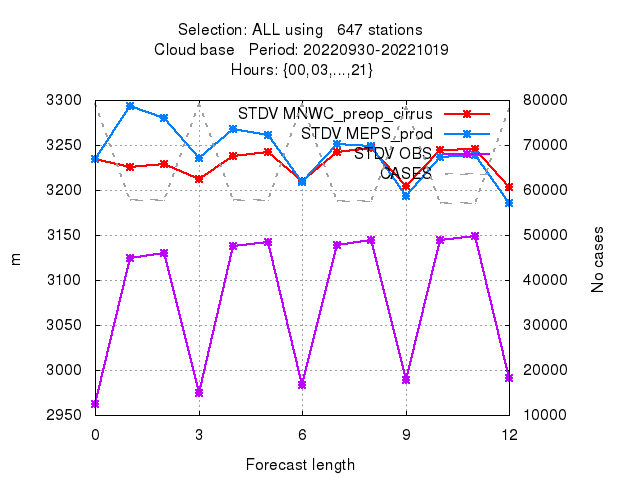 Selection: ALL using   647 stations
Cloud base   Period: 20220930-20221019
Hours: {00,03,...,21}
3300
3250
3200
3150
3100
3050
3000
2950
m
80000
70000
60000
50000
40000
30000
20000
10000
No cases
STDV MNWC_preop_cirrus
STDV MEPS_prod
STDV OBS
CASES
0 3 6 9 12
Forecast length